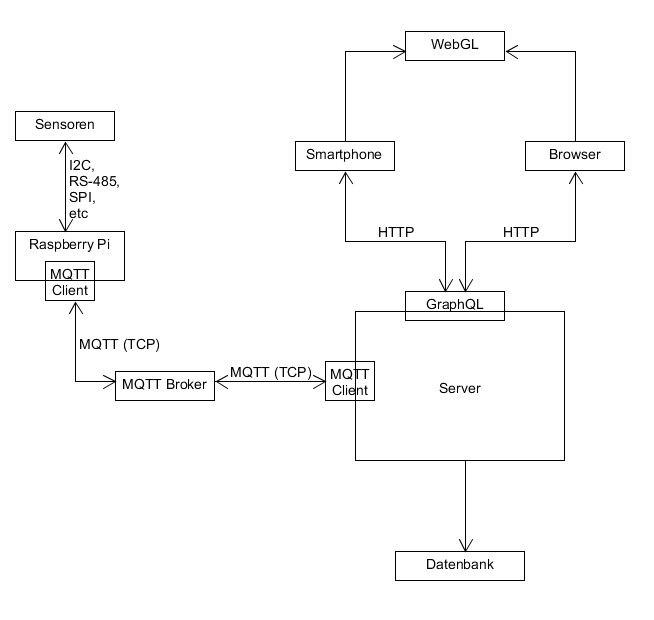 WebGL
Sensoren
Smartphone
Browser
I2C,
RS-485,
SPI,
etc
Raspberry Pi
HTTP
HTTP
MQTT
Client
GraphQL
MQTT (TCP)
MQTT Broker
MQTT (TCP)
MQTT
Client
Server
Datenbank